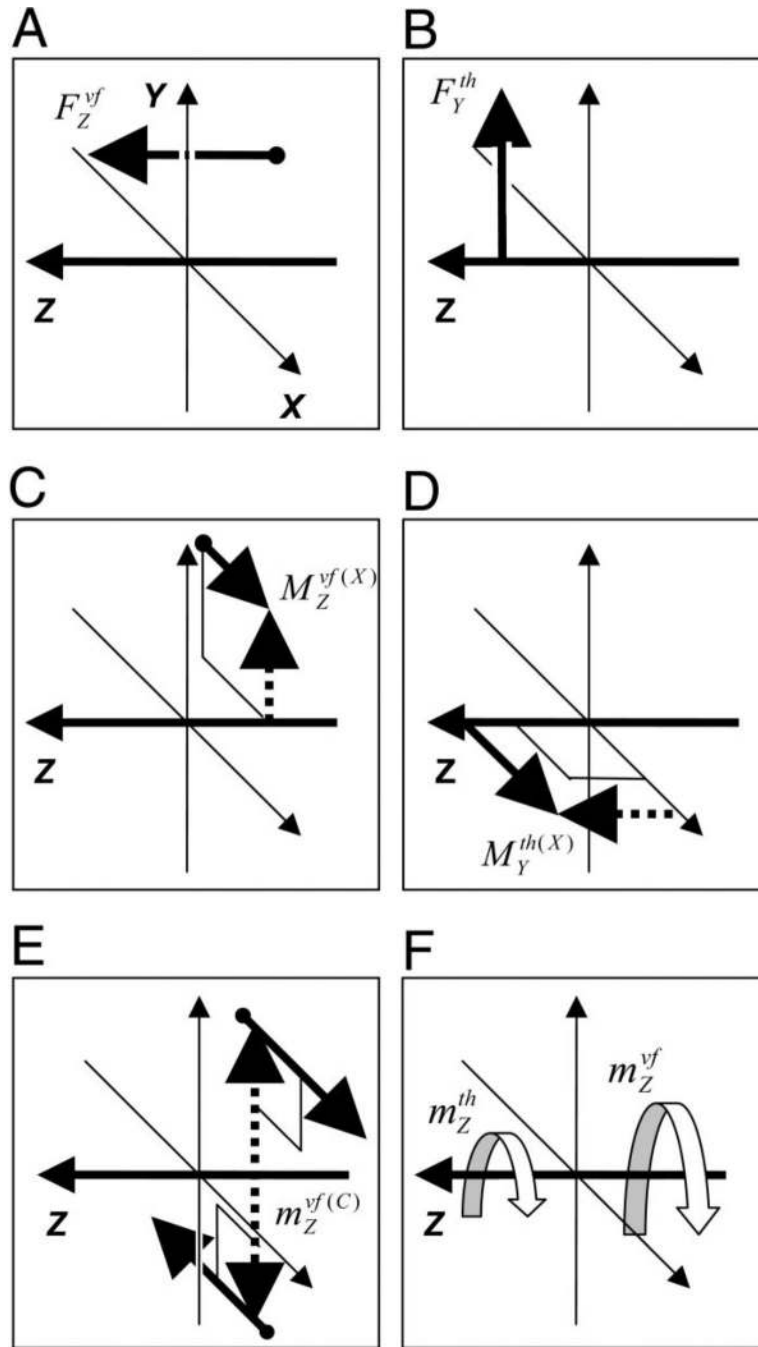 A
B
Y
F_Z^{vf}
F_Y^{th}
Z
X
Z
C
D
M_Z^{vf(X)}
Z
Z
M_Y^{th(X)}
E
F
m_Z^{vf}
m_Z^{th}
Z
m_Z^{vf(C)}
Z